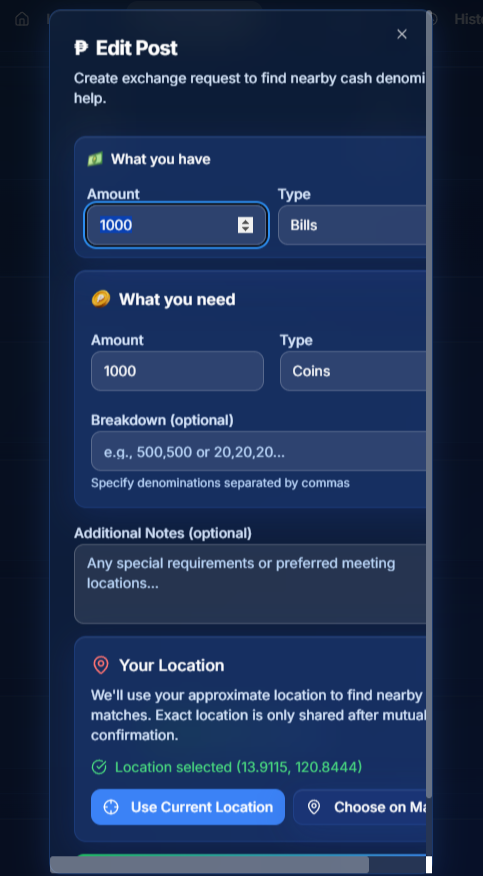 Histo
₱ Edit Post
Create exchange request to find nearby cash denomi
help.
What you have
Amount Type
1000 Bills
What you need
Amount Type
1000 Coins
Breakdown (optional)
e.g., 500,500 or 20,20,20...
Specify denominations separated by commas
Additional Notes (optional)
Any special requirements or preferred meeting
locations...
Your Location
We'll use your approximate location to find nearby
matches. Exact location is only shared after mutual
confirmation.
Location selected (13.9115, 120.8444)
Use Current Location Choose on Ma